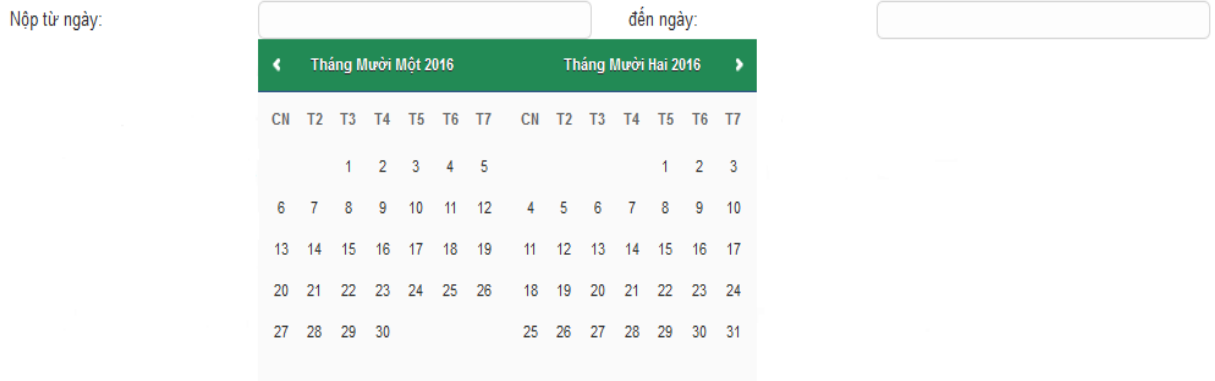 Nộp từ ngày: đến ngày:
Tháng Mười Một 2016 Tháng Mười Hai 2016
CN T2 T3 T4 T5 T6 T7 CN T2 T3 T4 T5 T6 T7
1 2 3 4 5 1 2 3
6 7 8 9 10 11 12 4 5 6 7 8 9 10
13 14 15 16 17 18 19 11 12 13 14 15 16 17
20 21 22 23 24 25 26 18 19 20 21 22 23 24
27 28 29 30 25 26 27 28 29 30 31